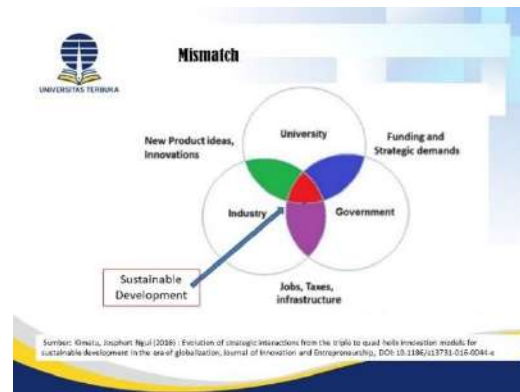 Mismatch
UNIVERSITAS TERBUKA
University
New Product ideas,
Innovations
Funding and
Strategic demands
Industry
Government
Sustainable
Development
Jobs, Taxes,
infrastructure
Sumber: Kimatu, Josphert Ngui (2016) : Evolution of strategic interactions from the triple to quad helix innovation models for
sustainable development in the era of globalization, Journal of Innovation and Entrepreneurship, DOI: 10.1186/s13731-016-0044-x